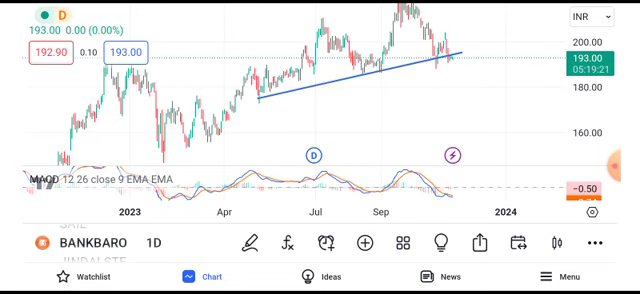 D
INR
193.00 0.00 (0.00%)
192.90 0.10 193.00
200.00
193.00
05:19:21
180.00
160.00
D
MACD 12 26 close 9 EMA EMA
−0.50
2023 Apr Jul Sep 2024
SAIL
BANKBARO 1D
JINDALSTE
Watchlist Chart Ideas News Menu